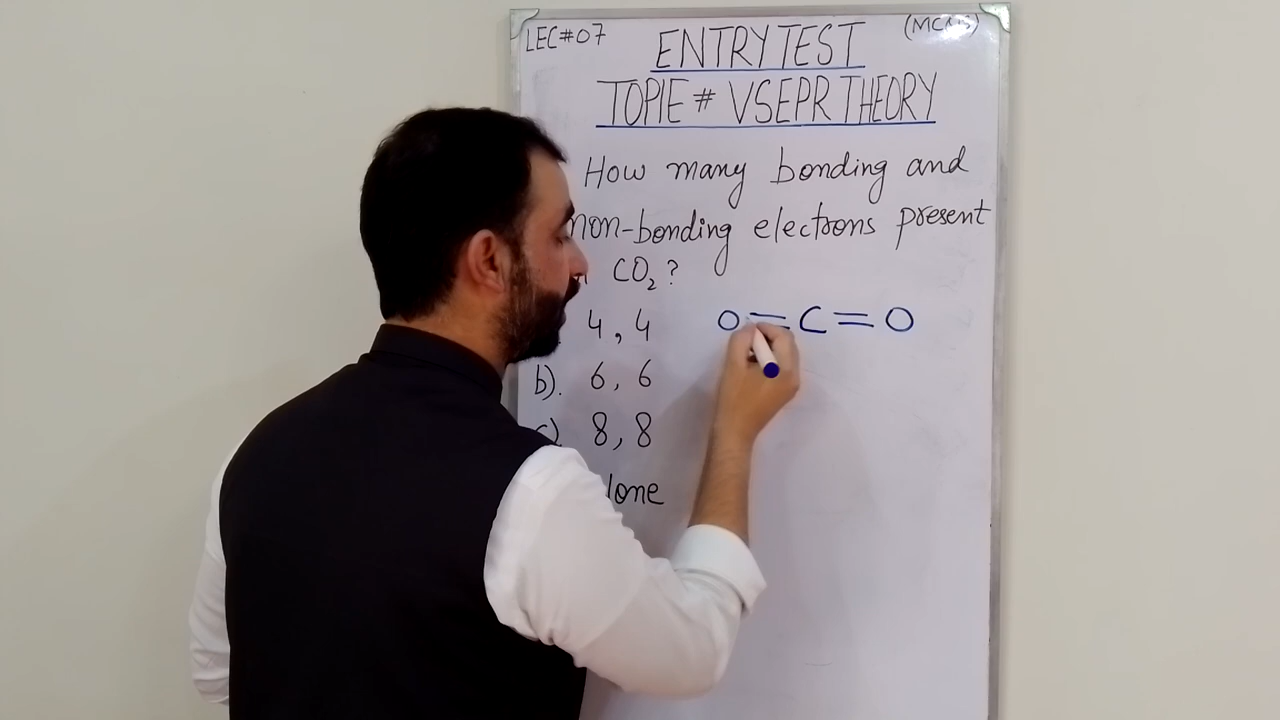 LEC#07
(MCQS)
ENTRY TEST
TOPIE # VSEPR THEORY
How many bonding and
non-bonding electrons present
CO₂?
4, 4
O=C=O
b). 6, 6
c). 8, 8